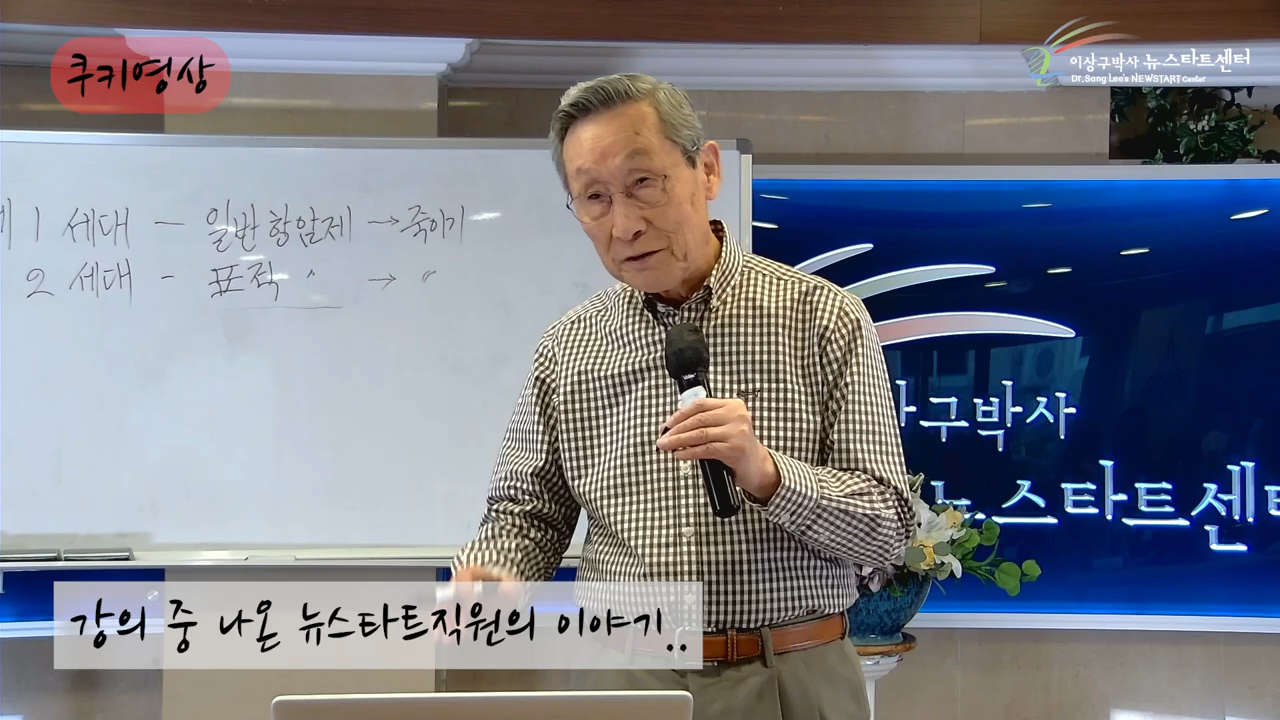 쿠키영상
이상구박사 뉴스타트센터
Dr. Sang Lee's NEWSTART Center
제 1 세대 – 일반항암제 → 죽이기
2 세대 - 표적 〃 → 〃
구박사
뉴스타트센터
강의 중 나온 뉴스타트직원의 이야기..